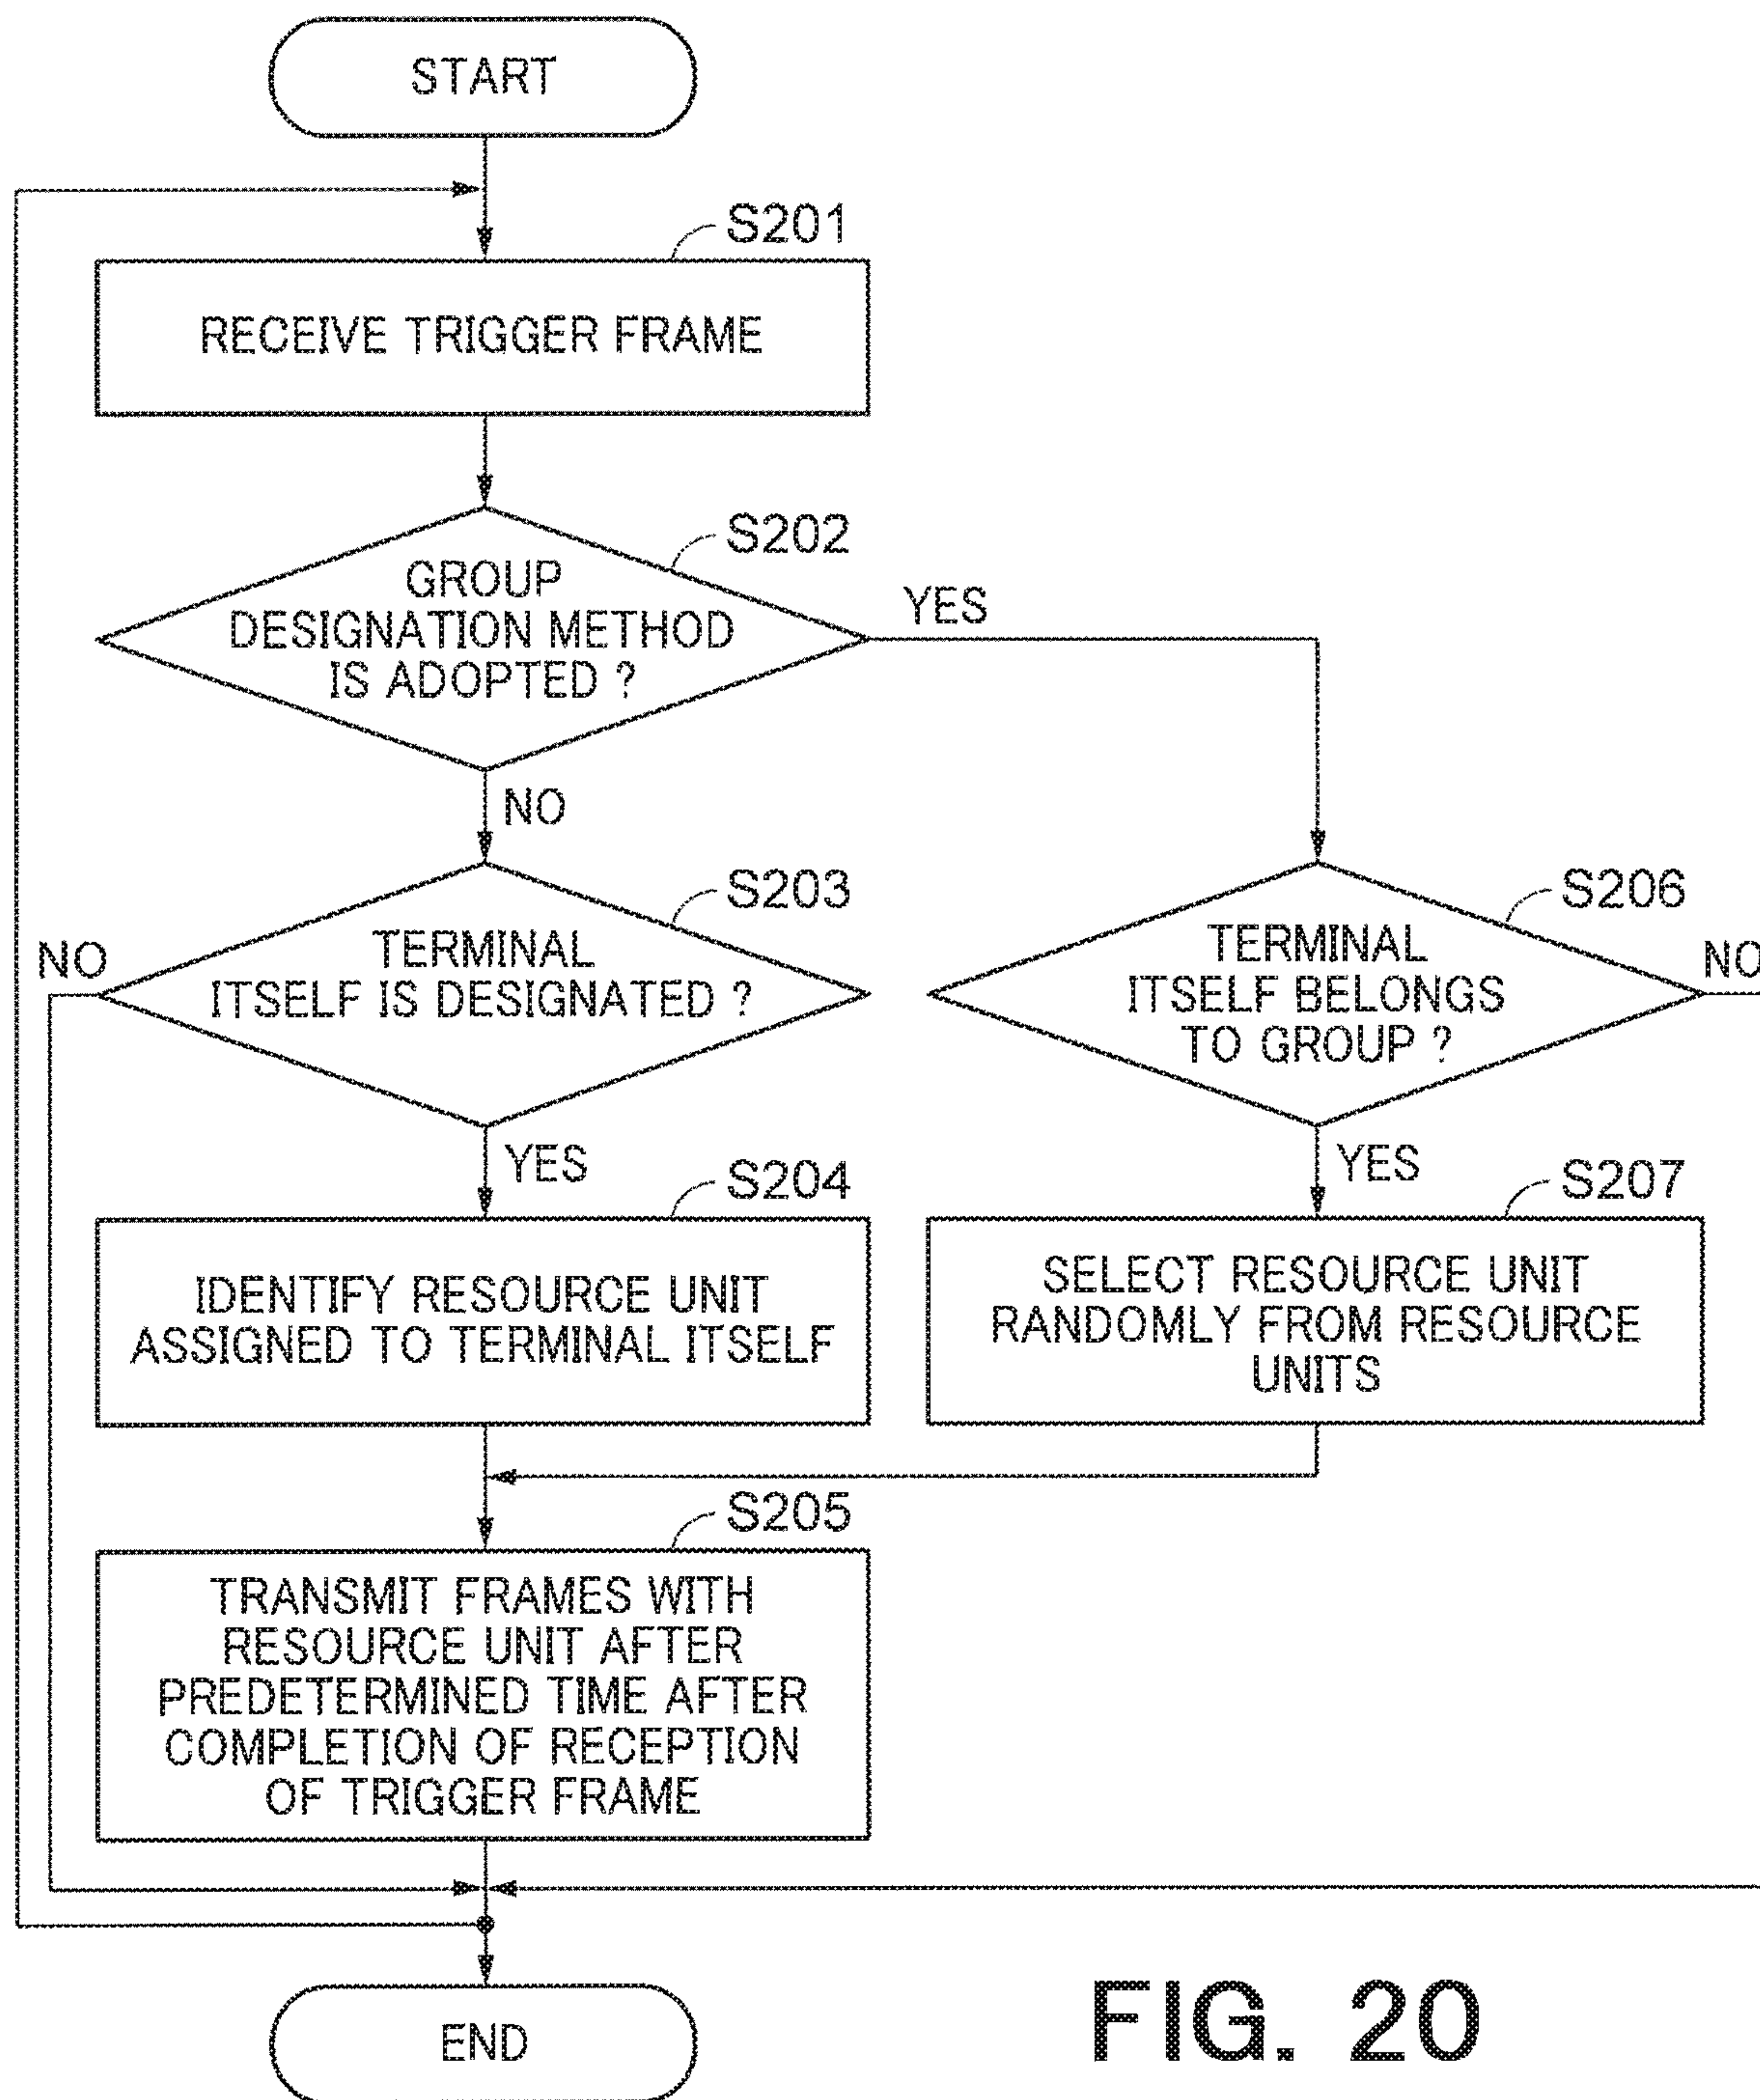 START
S201
RECEIVE TRIGGER FRAME
S202
GROUP
DESIGNATION METHOD
IS ADOPTED ?
YES
NO
S203
TERMINAL
ITSELF IS DESIGNATED ?
NO
S206
TERMINAL
ITSELF BELONGS
TO GROUP ?
NO
YES
S204
IDENTIFY RESOURCE UNIT
ASSIGNED TO TERMINAL ITSELF
YES
S207
SELECT RESOURCE UNIT
RANDOMLY FROM RESOURCE
UNITS
S205
TRANSMIT FRAMES WITH
RESOURCE UNIT AFTER
PREDETERMINED TIME AFTER
COMPLETION OF RECEPTION
OF TRIGGER FRAME
END
FIG. 20